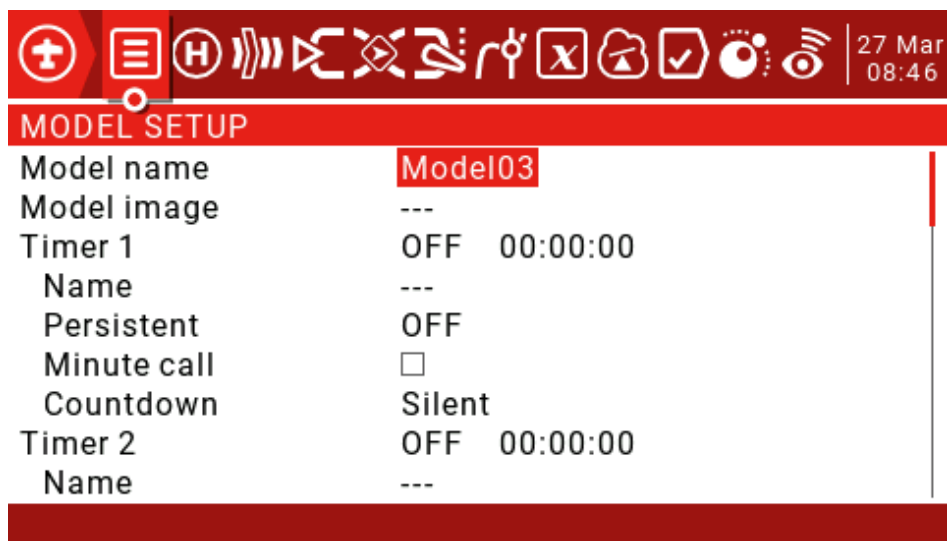 H x 27 Mar
08:46
MODEL SETUP
Model name Model03
Model image ---
Timer 1 OFF 00:00:00
Name ---
Persistent OFF
Minute call
Countdown Silent
Timer 2 OFF 00:00:00
Name ---